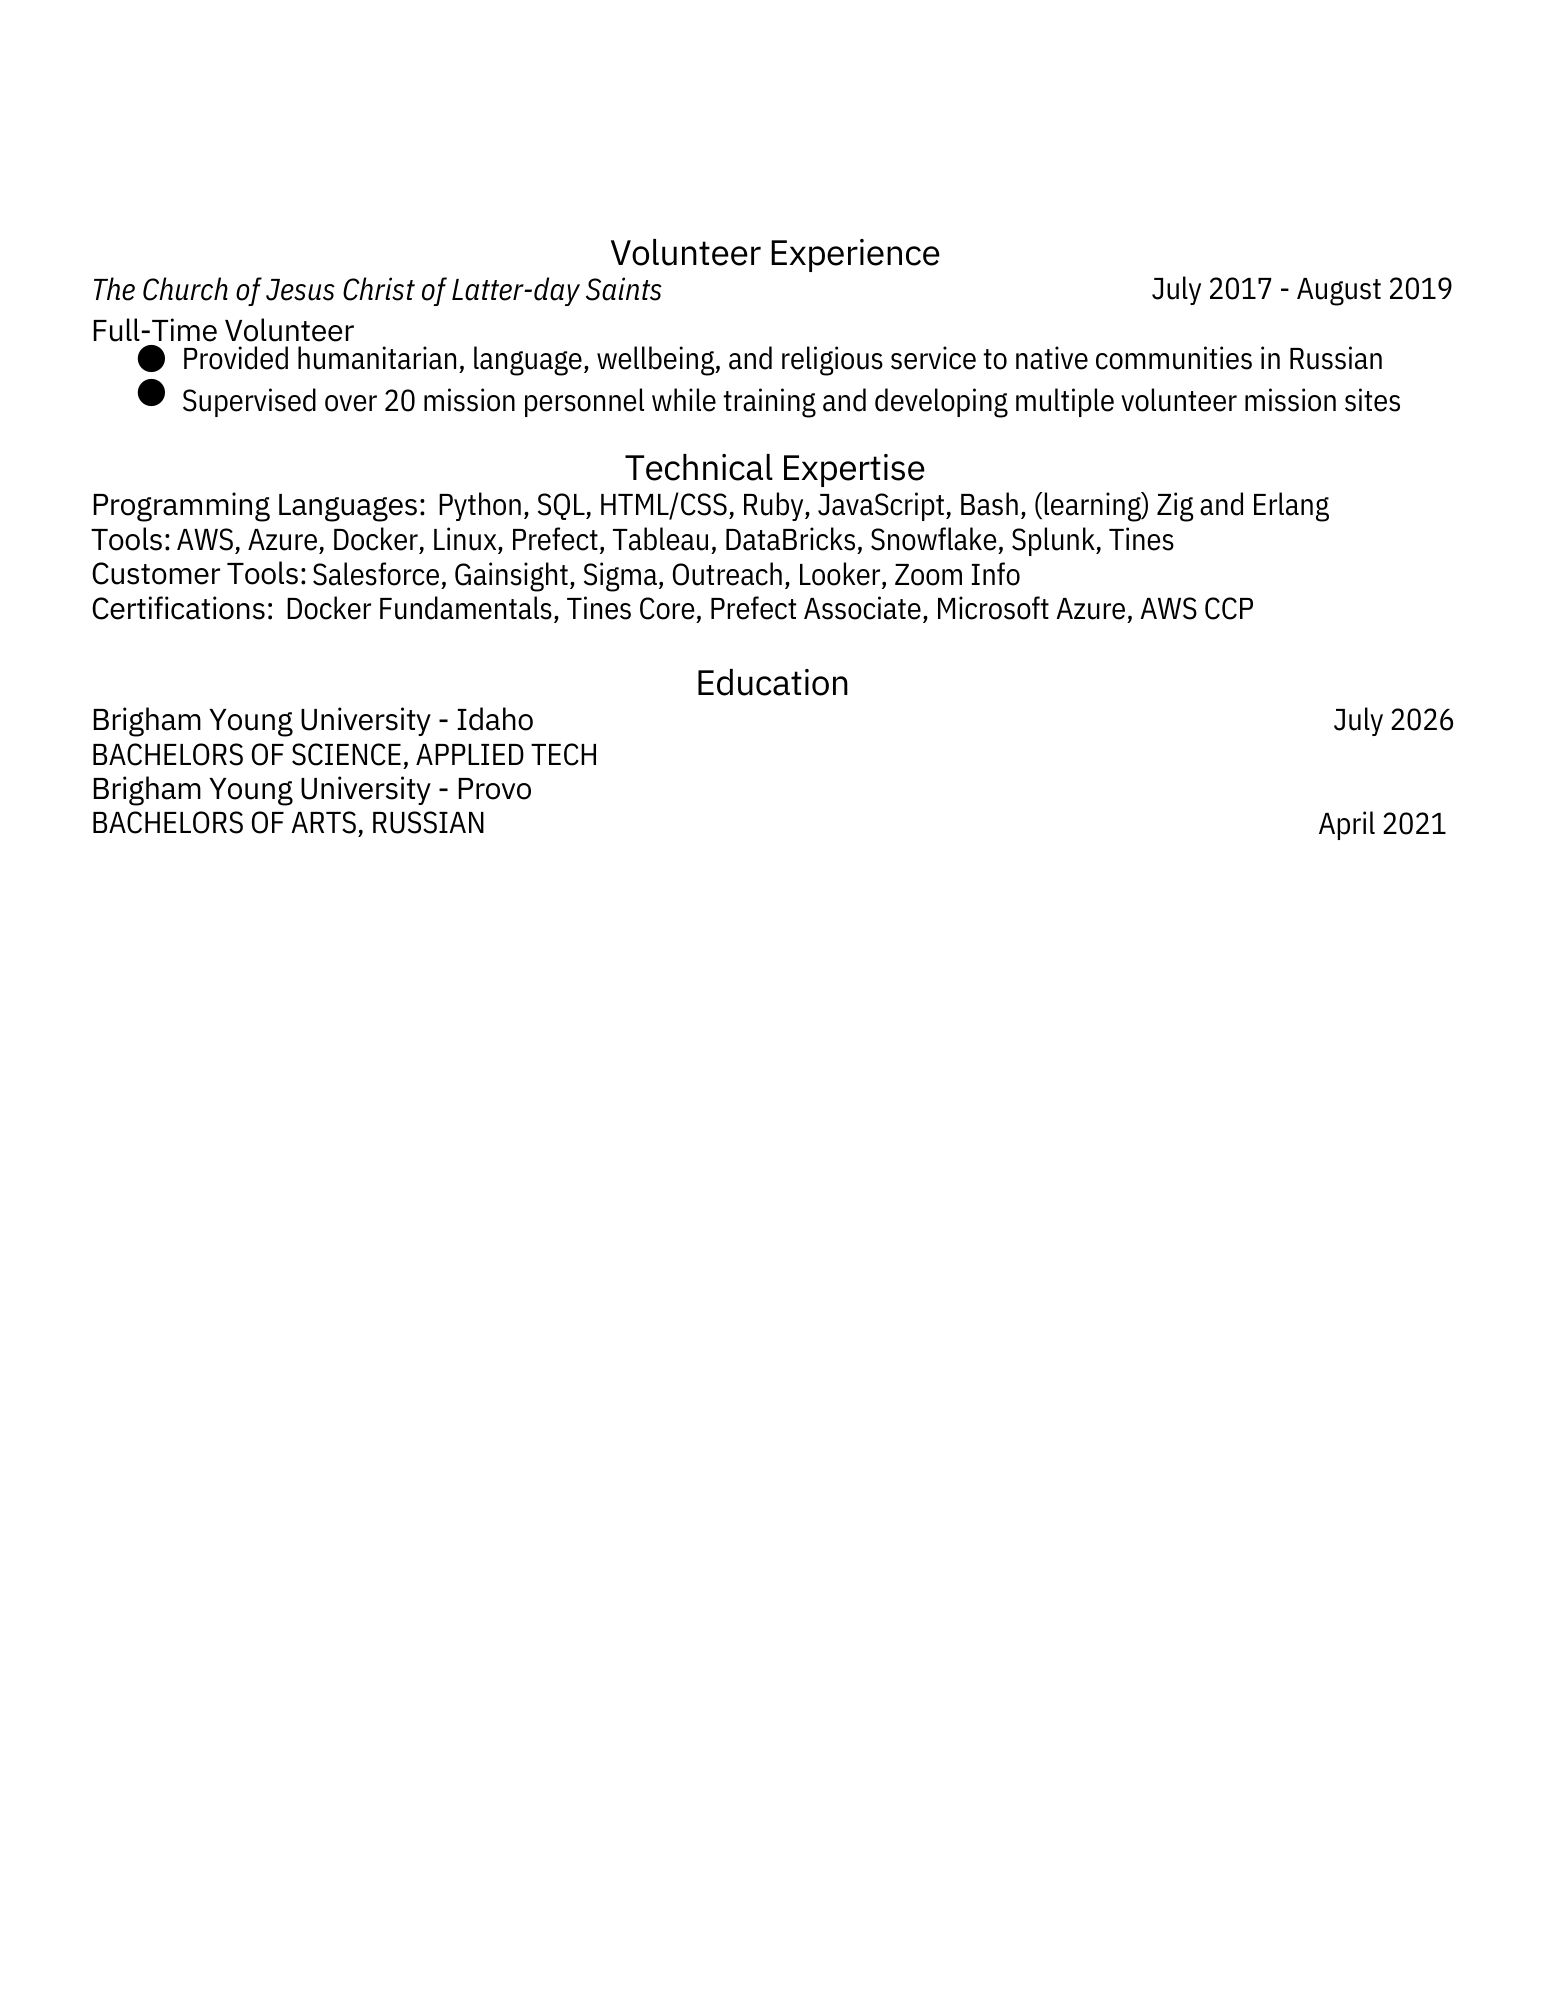 Volunteer Experience
The Church of Jesus Christ of Latter-day Saints July 2017 - August 2019
Full-Time Volunteer
● Provided humanitarian, language, wellbeing, and religious service to native communities in Russian
● Supervised over 20 mission personnel while training and developing multiple volunteer mission sites
Technical Expertise
Programming Languages: Python, SQL, HTML/CSS, Ruby, JavaScript, Bash, (learning) Zig and Erlang
Tools: AWS, Azure, Docker, Linux, Prefect, Tableau, DataBricks, Snowflake, Splunk, Tines
Customer Tools: Salesforce, Gainsight, Sigma, Outreach, Looker, Zoom Info
Certifications: Docker Fundamentals, Tines Core, Prefect Associate, Microsoft Azure, AWS CCP
Education
Brigham Young University - Idaho July 2026
BACHELORS OF SCIENCE, APPLIED TECH
Brigham Young University - Provo
BACHELORS OF ARTS, RUSSIAN April 2021